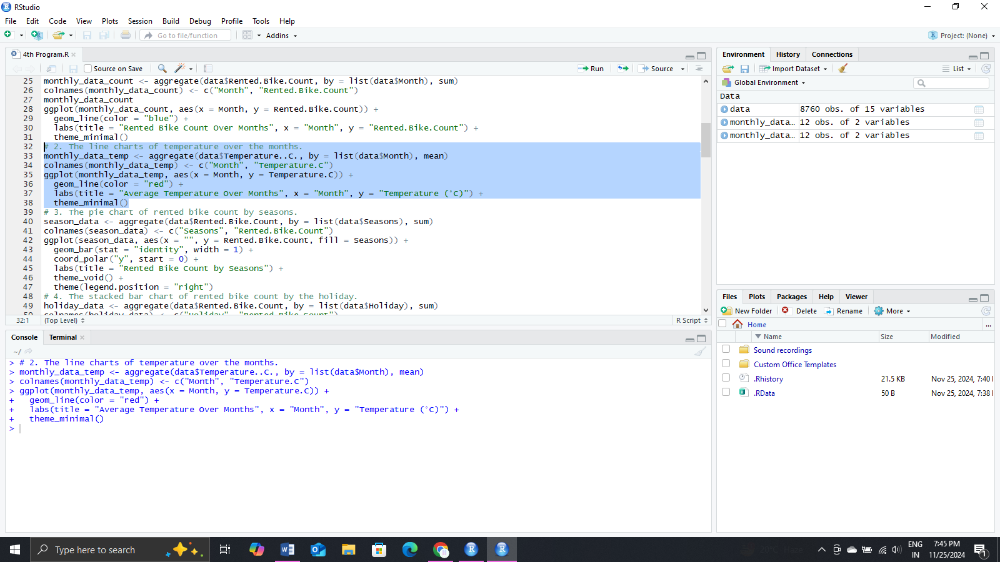 RStudio
File Edit Code View Plots Session Build Debug Profile Tools Help
Go to file/function Addins Project: (None)
4th Program.R
Source on Save Run Source
25 monthly_data_count <- aggregate(data$Rented.Bike.Count, by = list(data$Month), sum)
26 colnames(monthly_data_count) <- c("Month", "Rented.Bike.Count")
27 monthly_data_count
28 ggplot(monthly_data_count, aes(x = Month, y = Rented.Bike.Count)) +
29 geom_line(color = "blue") +
30 labs(title = "Rented Bike Count Over Months", x = "Month", y = "Rented.Bike.Count") +
31 theme_minimal()
32 # 2. The line charts of temperature over the months.
33 monthly_data_temp <- aggregate(data$Temperature..C., by = list(data$Month), mean)
34 colnames(monthly_data_temp) <- c("Month", "Temperature.C")
35 ggplot(monthly_data_temp, aes(x = Month, y = Temperature.C)) +
36 geom_line(color = "red") +
37 labs(title = "Average Temperature Over Months", x = "Month", y = "Temperature (°C)") +
38 theme_minimal()
39 # 3. The pie chart of rented bike count by seasons.
40 season_data <- aggregate(data$Rented.Bike.Count, by = list(data$Seasons), sum)
41 colnames(season_data) <- c("Seasons", "Rented.Bike.Count")
42 ggplot(season_data, aes(x = "", y = Rented.Bike.Count, fill = Seasons)) +
43 geom_bar(stat = "identity", width = 1) +
44 coord_polar("y", start = 0) +
45 labs(title = "Rented Bike Count by Seasons") +
46 theme_void() +
47 theme(legend.position = "right")
48 # 4. The stacked bar chart of rented bike count by the holiday.
49 holiday_data <- aggregate(data$Rented.Bike.Count, by = list(data$Holiday), sum)
50 colnames(holiday_data) <- c("Holiday", "Rented.Bike.Count")
32:1 (Top Level) R Script
Console Terminal
~/
> # 2. The line charts of temperature over the months.
> monthly_data_temp <- aggregate(data$Temperature..C., by = list(data$Month), mean)
> colnames(monthly_data_temp) <- c("Month", "Temperature.C")
> ggplot(monthly_data_temp, aes(x = Month, y = Temperature.C)) +
+ geom_line(color = "red") +
+ labs(title = "Average Temperature Over Months", x = "Month", y = "Temperature (°C)") +
+ theme_minimal()
>
Environment History Connections
Import Dataset List
Global Environment
Data
data 8760 obs. of 15 variables
monthly_data… 12 obs. of 2 variables
monthly_data… 12 obs. of 2 variables
Files Plots Packages Help Viewer
New Folder Delete Rename More
Home ...
Name Size Modified
Sound recordings
Custom Office Templates
.Rhistory 21.5 KB Nov 25, 2024, 7:40
.RData 50 B Nov 25, 2024, 7:38
Type here to search
ENG 7:45 PM
IN 11/25/2024
1